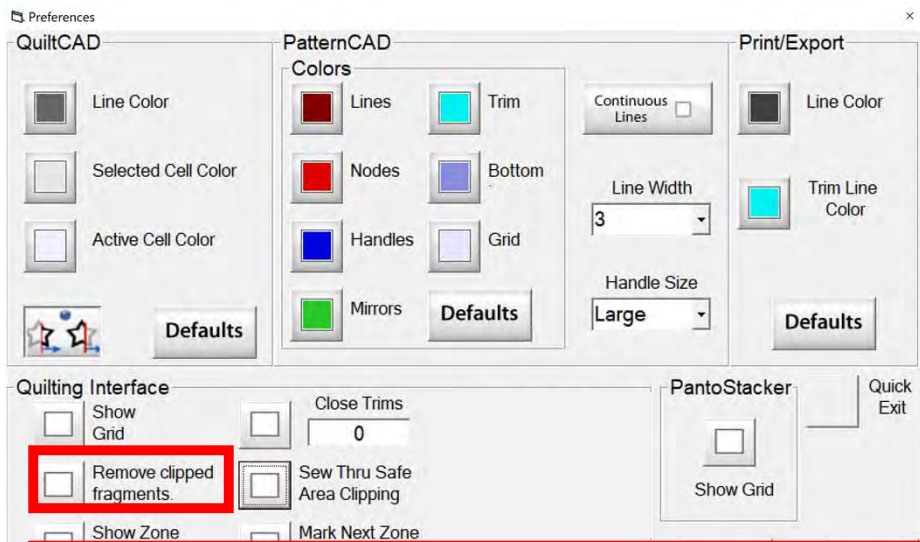 Preferences
QuiltCAD
Line Color
Selected Cell Color
Active Cell Color
Defaults
PatternCAD
Colors
Lines
Trim
Nodes
Bottom
Handles
Grid
Mirrors
Defaults
Continuous
Lines
Line Width
3
Handle Size
Large
Print/Export
Line Color
Trim Line
Color
Defaults
Quilting Interface
Show
Grid
Close Trims
0
Remove clipped
fragments.
Sew Thru Safe
Area Clipping
Show Zone
Mark Next Zone
PantoStacker
Show Grid
Quick
Exit